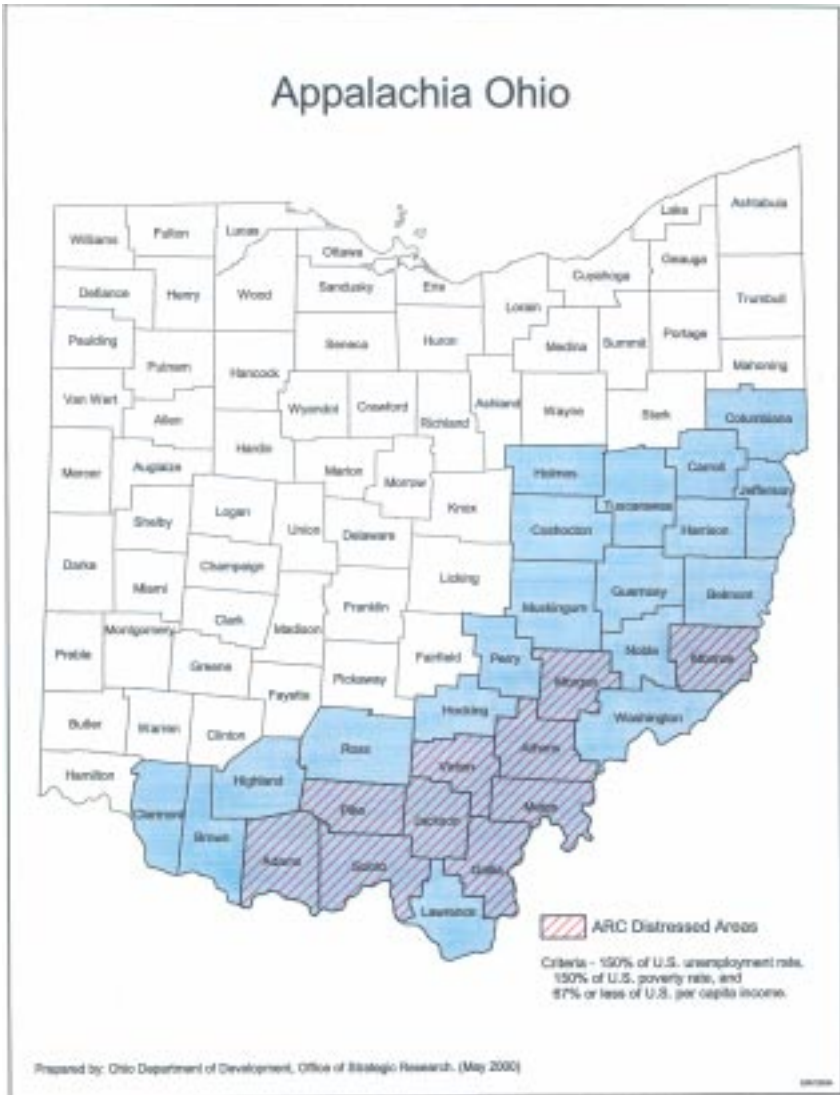 Appalachia Ohio
Lake
Ashtabula
Williams
Fulton
Lucas
Ottawa
Cuyahoga
Geauga
Defiance
Henry
Wood
Sandusky
Erie
Lorain
Trumbull
Paulding
Seneca
Huron
Medina
Summit
Portage
Putnam
Hancock
Mahoning
Van Wert
Wyandot
Crawford
Richland
Ashland
Wayne
Stark
Columbiana
Allen
Hardin
Mercer
Auglaize
Marion
Morrow
Holmes
Carroll
Jefferson
Knox
Tuscarawas
Logan
Shelby
Union
Delaware
Coshocton
Harrison
Darke
Champaign
Licking
Miami
Guernsey
Belmont
Franklin
Muskingum
Clark
Montgomery
Madison
Preble
Greene
Fairfield
Perry
Noble
Monroe
Pickaway
Morgan
Fayette
Hocking
Washington
Butler
Warren
Clinton
Ross
Athens
Vinton
Hamilton
Highland
Clermont
Pike
Jackson
Meigs
Brown
Adams
Scioto
Gallia
Lawrence
ARC Distressed Areas
Criteria - 150% of U.S. unemployment rate,
150% of U.S. poverty rate, and
67% or less of U.S. per capita income.
Prepared by: Ohio Department of Development, Office of Strategic Research. (May 2000)